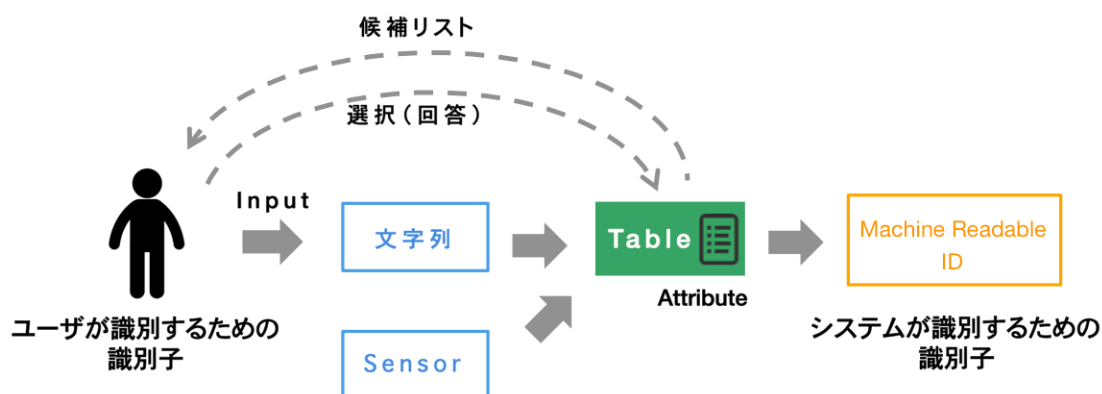 候補リスト
選択(回答)
Input
文字列
Table
Machine Readable
ID
Attribute
ユーザが識別するための
識別子
Sensor
システムが識別するための
識別子